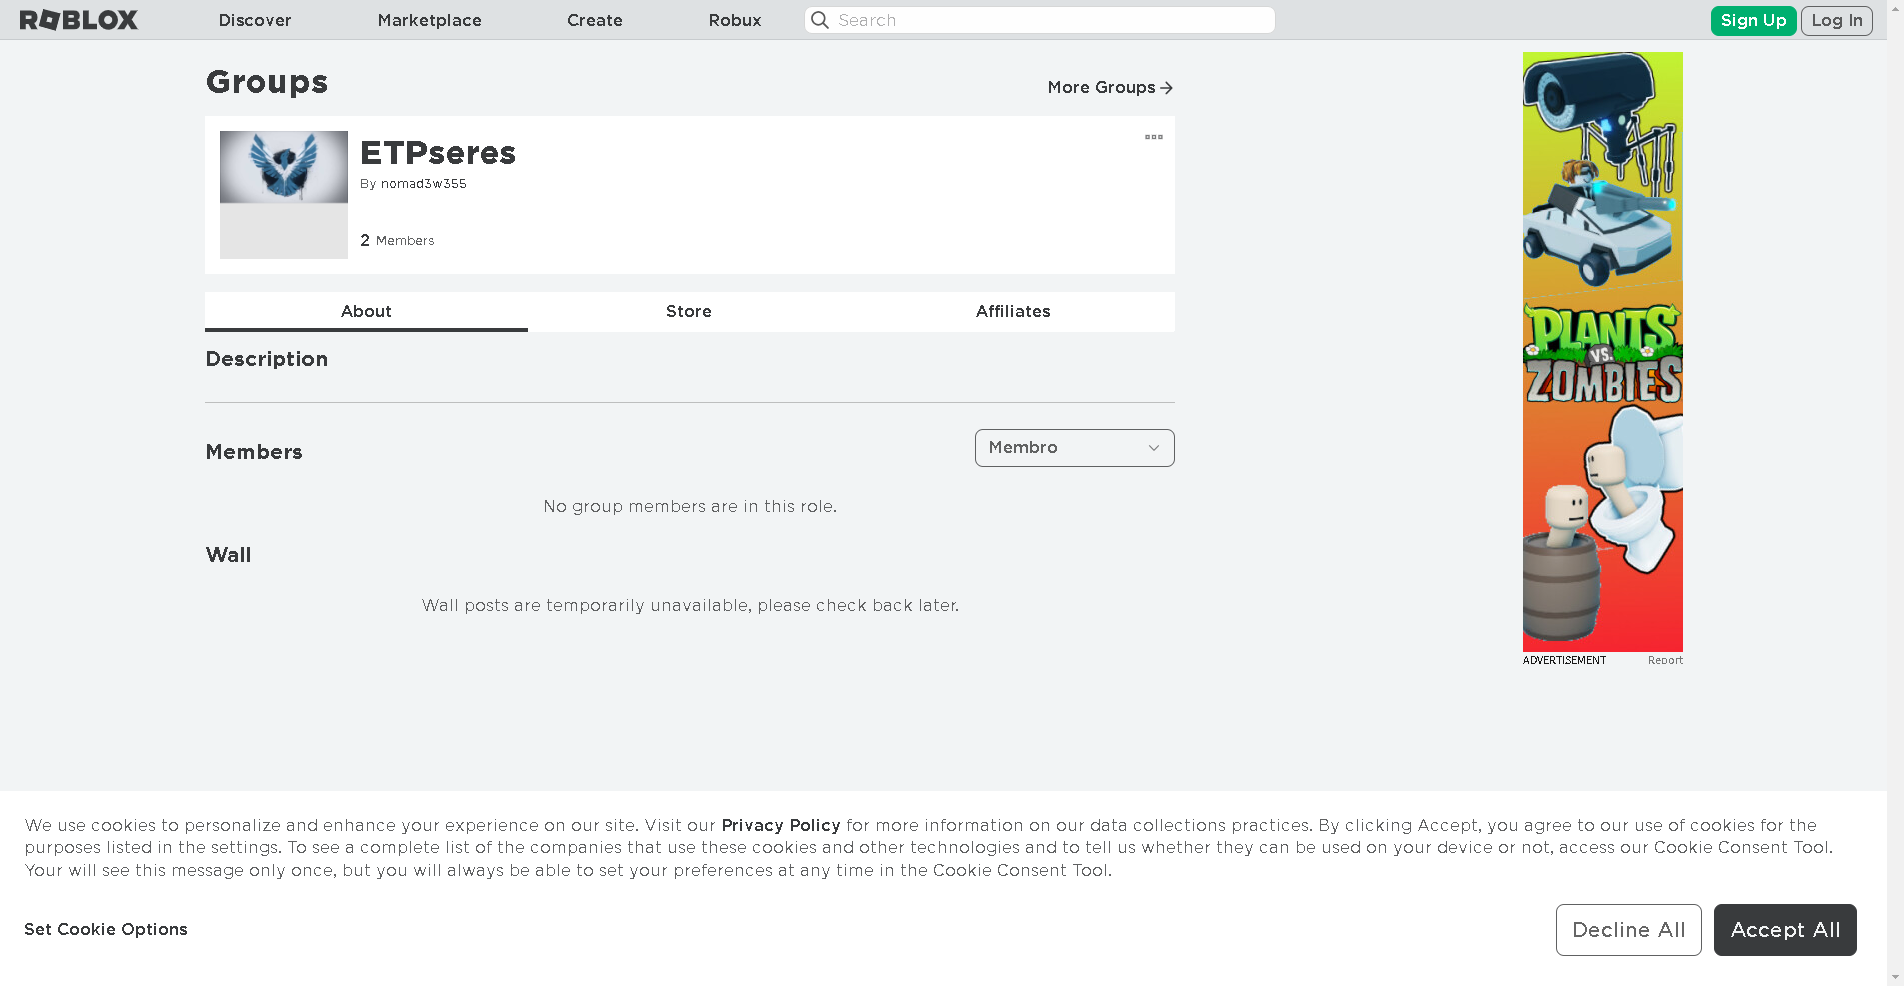 ROBLOX Discover Marketplace Create Robux Search Sign Up Log In
Groups
More Groups
ETPseres
By nomad3w355
2 Members
About Store Affiliates
Description
Members
Membro
No group members are in this role.
Wall
Wall posts are temporarily unavailable, please check back later.
PLANTS
VS.
ZOMBIES
ADVERTISEMENT Report
We use cookies to personalize and enhance your experience on our site. Visit our Privacy Policy for more information on our data collections practices. By clicking Accept, you agree to our use of cookies for the
purposes listed in the settings. To see a complete list of the companies that use these cookies and other technologies and to tell us whether they can be used on your device or not, access our Cookie Consent Tool.
Your will see this message only once, but you will always be able to set your preferences at any time in the Cookie Consent Tool.
Set Cookie Options
Decline All
Accept All